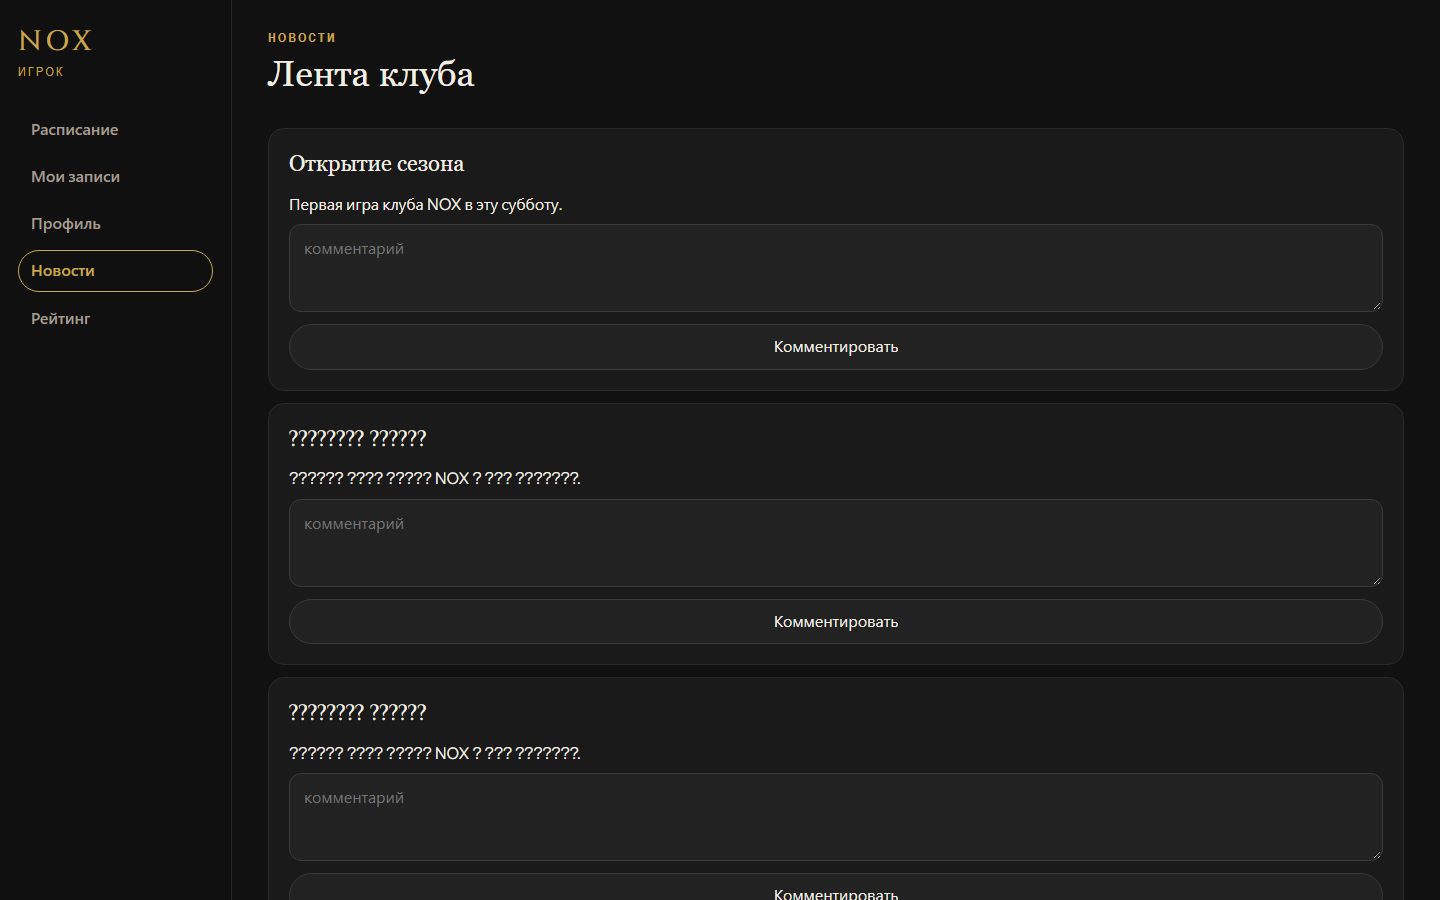 NOX
ИГРОК
Расписание
Мои записи
Профиль
Новости
Рейтинг
НОВОСТИ
Лента клуба
Открытие сезона
Первая игра клуба NOX в эту субботу.
комментарий
Комментировать
???????? ??????
?????? ???? ????? NOX ? ??? ???????.
комментарий
Комментировать
???????? ??????
?????? ???? ????? NOX ? ??? ???????.
комментарий
Комментировать